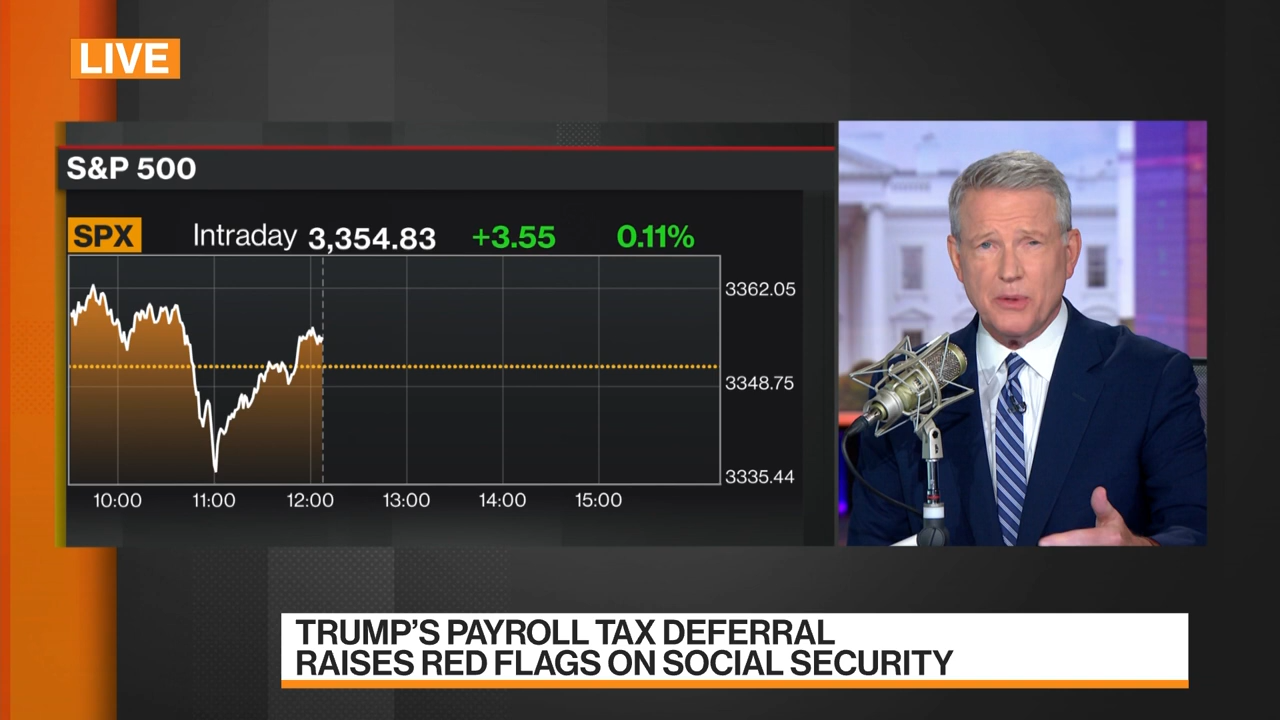 LIVE
S&P 500
SPX Intraday 3,354.83 +3.55 0.11%
3362.05
3348.75
3335.44
10:00 11:00 12:00 13:00 14:00 15:00
TRUMP'S PAYROLL TAX DEFERRAL
RAISES RED FLAGS ON SOCIAL SECURITY